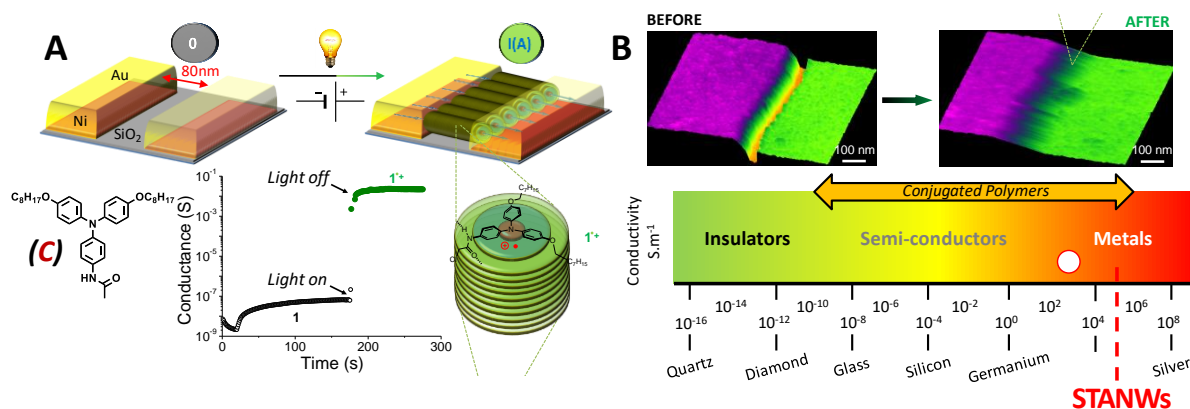 A
0
I(A)
80nm
Au
Ni
SiO2
-
+
C8H17O
OC8H17
N
HN
O
(C)
Conductance (S)
10^-1
10^-3
10^-5
10^-7
10^-9
Light off
1•+
Light on
1
0
100
200
300
Time (s)
C7H15
O
N
H
N
O
O
C7H15
1•+
B
BEFORE
AFTER
100 nm
100 nm
Conjugated Polymers
Conductivity
S.m-1
Insulators
Semi-conductors
Metals
10^-16 10^-14 10^-12 10^-10 10^-8 10^-6 10^-4 10^-2 10^0 10^2 10^4 10^6 10^8
Quartz Diamond Glass Silicon Germanium Silver
STANWs